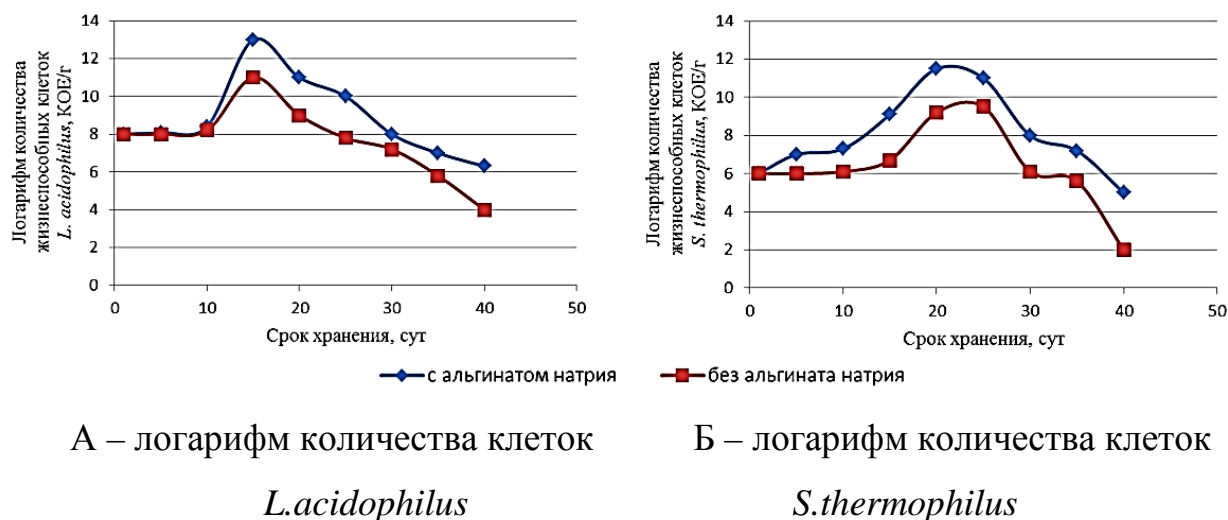 Логарифм количества
жизнеспособных клеток
L. acidophilus, КОЕ/г
14
12
10
8
6
4
2
0
0 10 20 30 40 50
Срок хранения, сут
Логарифм количества
жизнеспособных клеток
S. thermophilus, КОЕ/г
14
12
10
8
6
4
2
0
0 10 20 30 40 50
Срок хранения, сут
с альгинатом натрия
без альгината натрия
А – логарифм количества клеток
L.acidophilus
Б – логарифм количества клеток
S.thermophilus